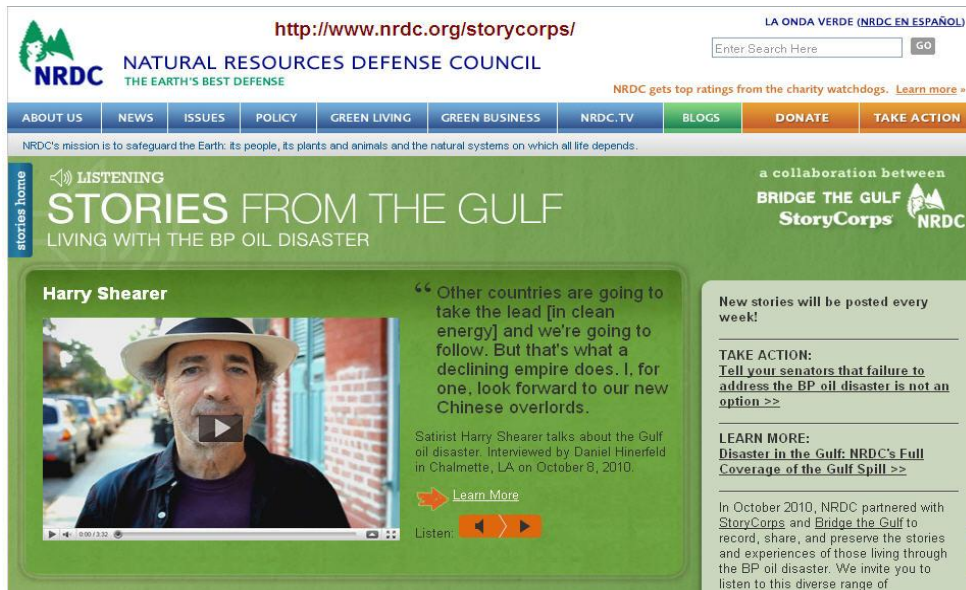 http://www.nrdc.org/storycorps/
LA ONDA VERDE (NRDC EN ESPAÑOL)
Enter Search Here
GO
NRDC
NATURAL RESOURCES DEFENSE COUNCIL
THE EARTH'S BEST DEFENSE
NRDC gets top ratings from the charity watchdogs. Learn more »
ABOUT US NEWS ISSUES POLICY GREEN LIVING GREEN BUSINESS NRDC.TV BLOGS DONATE TAKE ACTION
NRDC's mission is to safeguard the Earth: its people, its plants and animals and the natural systems on which all life depends.
stories home
LISTENING
STORIES FROM THE GULF
LIVING WITH THE BP OIL DISASTER
a collaboration between
BRIDGE THE GULF
StoryCorps
NRDC
Harry Shearer
0:00 / 3:32
“ Other countries are going to
take the lead [in clean
energy] and we're going to
follow. But that's what a
declining empire does. I, for
one, look forward to our new
Chinese overlords.
Satirist Harry Shearer talks about the Gulf
oil disaster. Interviewed by Daniel Hinerfeld
in Chalmette, LA on October 8, 2010.
Learn More
Listen:
New stories will be posted every
week!
TAKE ACTION:
Tell your senators that failure to
address the BP oil disaster is not an
option >>
LEARN MORE:
Disaster in the Gulf: NRDC's Full
Coverage of the Gulf Spill >>
In October 2010, NRDC partnered with
StoryCorps and Bridge the Gulf to
record, share, and preserve the stories
and experiences of those living through
the BP oil disaster. We invite you to
listen to this diverse range of